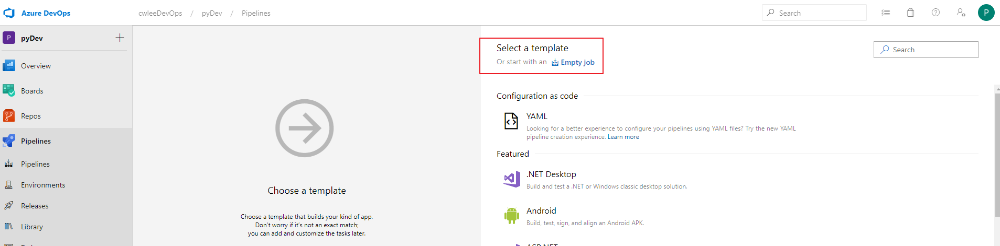 Azure DevOps
cwleeDevOps / pyDev / Pipelines
Search
P
P
pyDev
Overview
Boards
Repos
Pipelines
Pipelines
Environments
Releases
Library
Choose a template
Choose a template that builds your kind of app.
Don't worry if it's not an exact match;
you can add and customize the tasks later.
Select a template
Or start with an Empty job
Search
Configuration as code
YAML
Looking for a better experience to configure your pipelines using YAML files? Try the new YAML
pipeline creation experience. Learn more
Featured
.NET Desktop
Build and test a .NET or Windows classic desktop solution.
Android
Build, test, sign, and align an Android APK.
ASP.NET